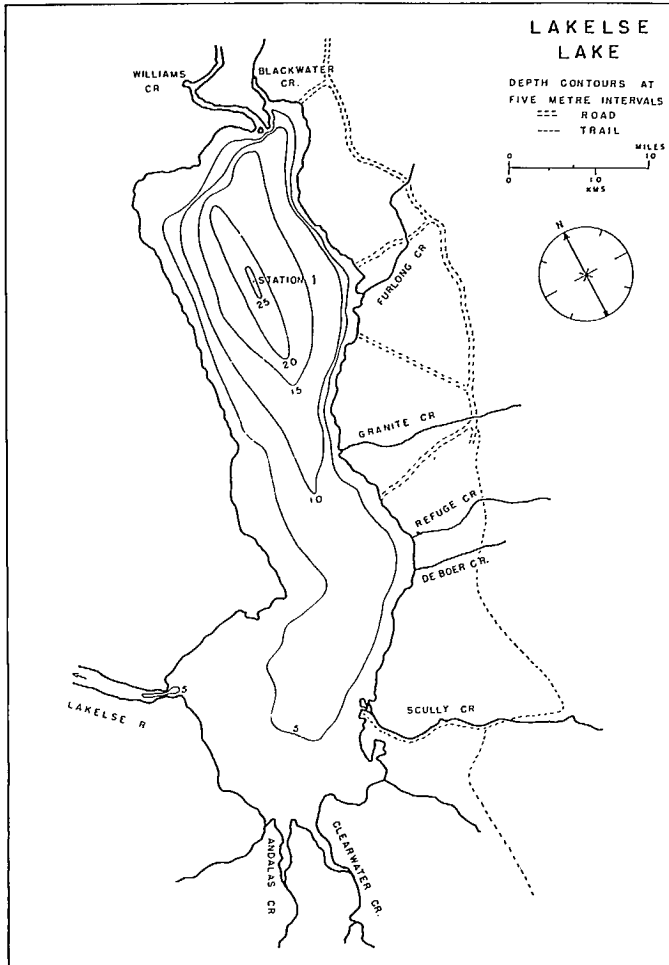 LAKELSE
LAKE
DEPTH CONTOURS AT
FIVE METRE INTERVALS
ROAD
TRAIL
MILES
0 10
0 10
KMS
N
WILLIAMS
CR
BLACKWATER
CR.
STATION 1
25
20
15
10
5
5
FURLONG CR
GRANITE CR
REFUGE CR.
DE BOER CR.
SCULLY CR
LAKELSE R
ANDALAS
CR
CLEARWATER
CR.